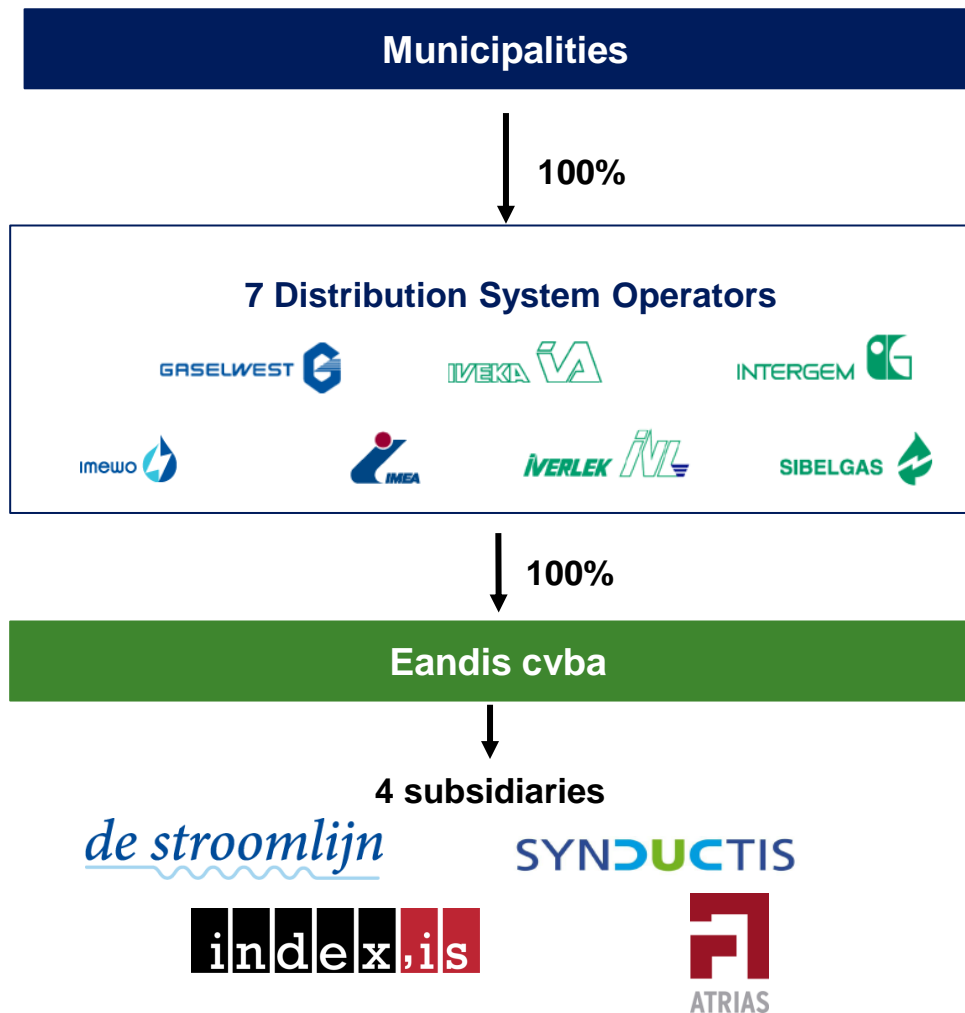 Municipalities
100%
7 Distribution System Operators
GASELWEST
IVEKA
INTERGEM
imewo
IMEA
IVERLEK IVL
SIBELGAS
100%
Eandis cvba
4 subsidiaries
de stroomlijn
SYNDUCTIS
index,is
ATRIAS